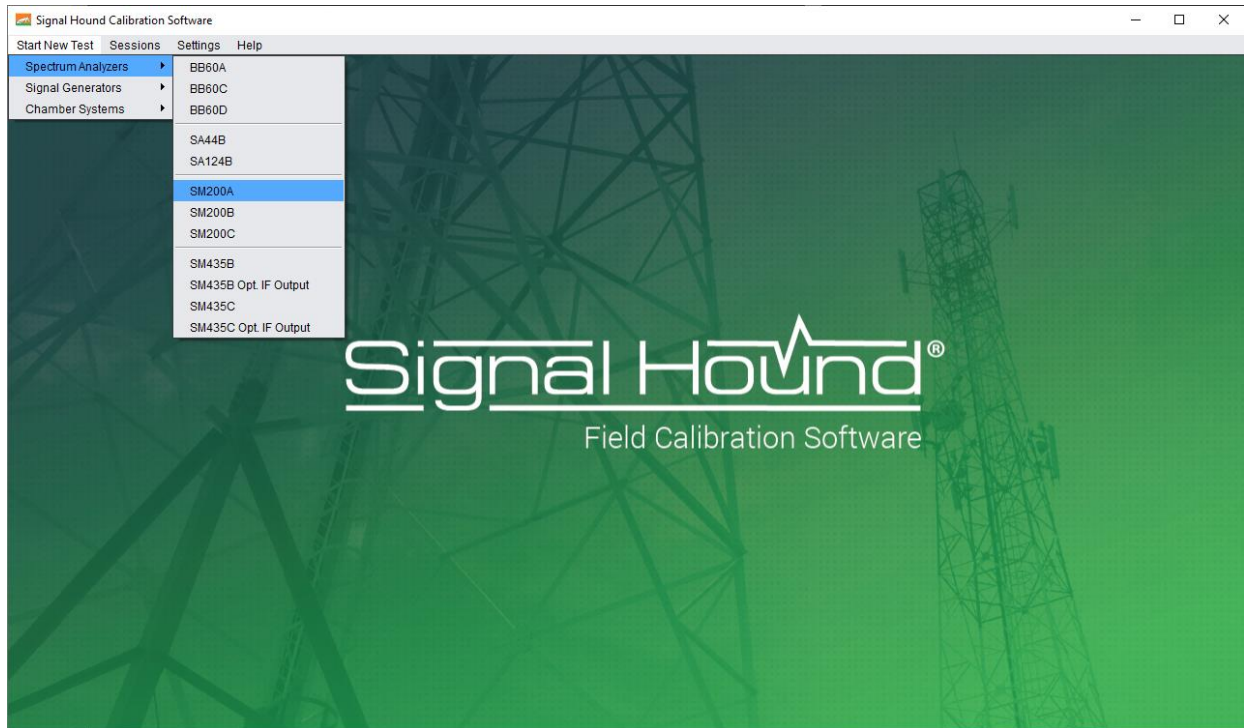 Signal Hound Calibration Software
Start New Test Sessions Settings Help
Spectrum Analyzers
Signal Generators
Chamber Systems
BB60A
BB60C
BB60D
SA44B
SA124B
SM200A
SM200B
SM200C
SM435B
SM435B Opt. IF Output
SM435C
SM435C Opt. IF Output
Signal Hound®
Field Calibration Software